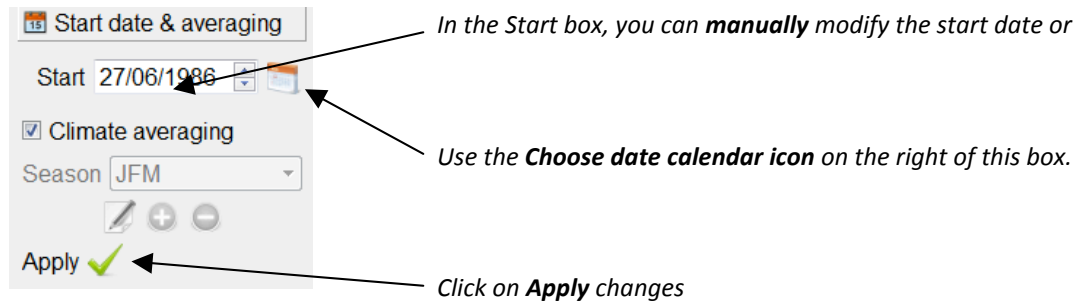 Start date & averaging
In the Start box, you can manually modify the start date or
Start 27/06/1986
Climate averaging
Use the Choose date calendar icon on the right of this box.
Season JFM
Apply
Click on Apply changes